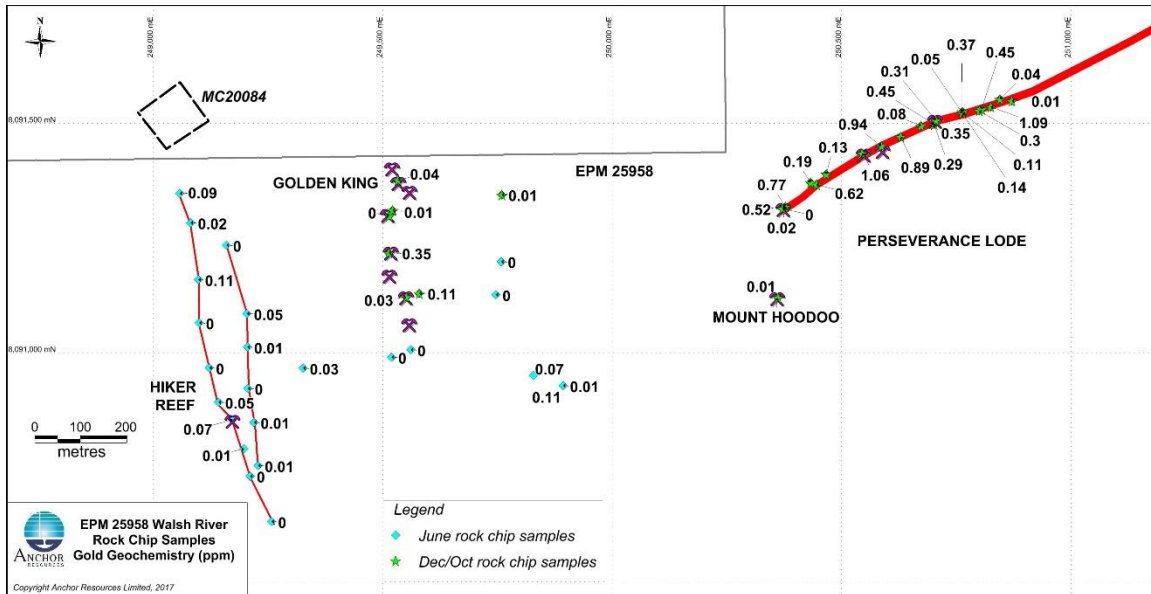 N
249,000 mE
249,500 mE
250,000 mE
250,500 mE
251,000 mE
MC20084
8,091,500 mN
8,091,000 mN
EPM 25958
GOLDEN KING
0.04
0
0.01
0.35
0.03
0.11
0
0
0.01
0
0
0.07
0.11
0.01
0.03
0.09
0.02
0.11
0
0
0.05
0.07
0.01
0
0
0
0.05
0.01
0
0.01
0.01
HIKER
REEF
0.37
0.05
0.45
0.31
0.04
0.45
0.01
0.08
0.94
0.35
1.09
0.3
0.29
0.11
0.89
0.14
0.13
1.06
0.19
0.62
0.77
0.52
0
0.02
PERSEVERANCE LODE
0.01
MOUNT HOODOO
0 100 200
metres
ANCHOR
RESOURCES
EPM 25958 Walsh River
Rock Chip Samples
Gold Geochemistry (ppm)
Copyright Anchor Resources Limited, 2017
Legend
June rock chip samples
Dec/Oct rock chip samples